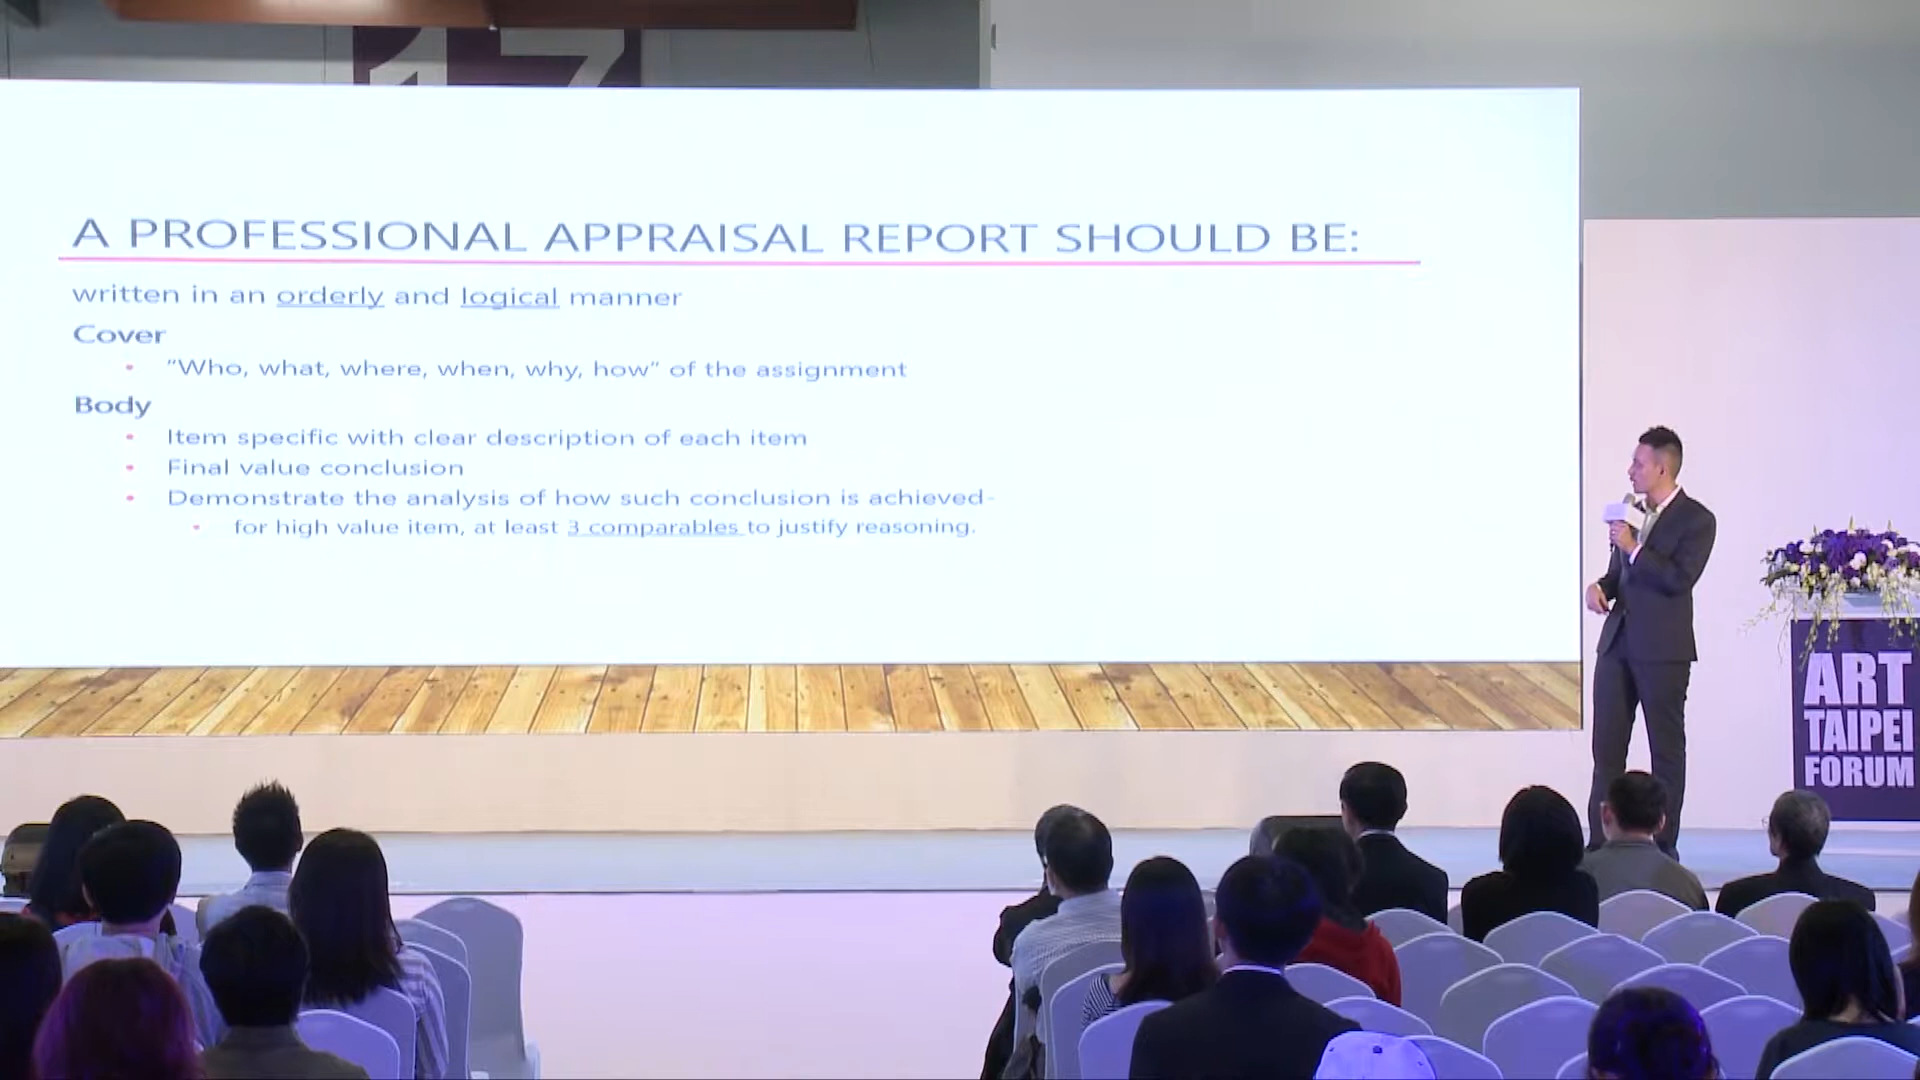 17
A PROFESSIONAL APPRAISAL REPORT SHOULD BE:
written in an orderly and logical manner
Cover
• “Who, what, where, when, why, how” of the assignment
Body
• Item specific with clear description of each item
• Final value conclusion
• Demonstrate the analysis of how such conclusion is achieved-
• for high value item, at least 3 comparables to justify reasoning.
ART
TAIPEI
FORUM